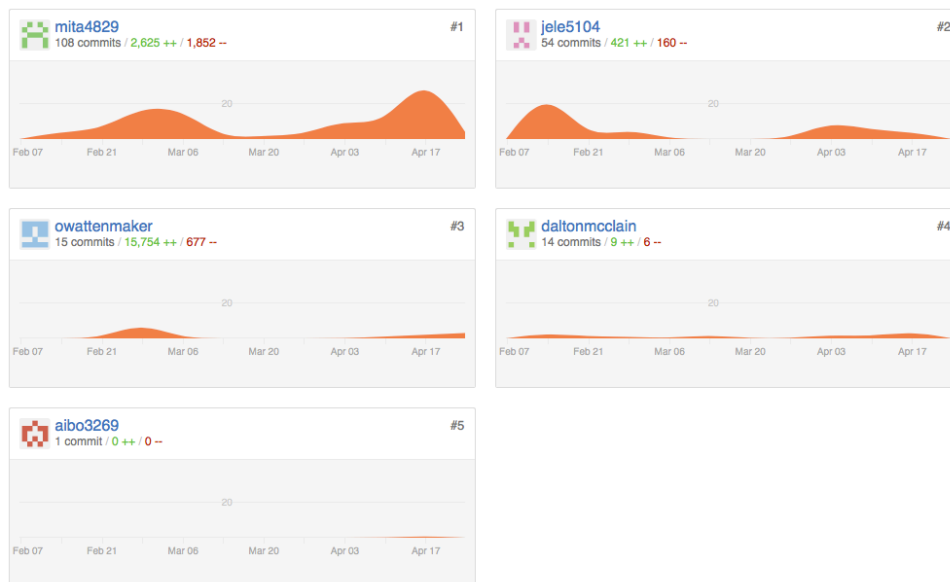 mita4829 #1
108 commits / 2,625 ++ / 1,852 --
20
Feb 07 Feb 21 Mar 06 Mar 20 Apr 03 Apr 17
jele5104 #2
54 commits / 421 ++ / 160 --
20
Feb 07 Feb 21 Mar 06 Mar 20 Apr 03 Apr 17
owattenmaker #3
15 commits / 15,754 ++ / 677 --
20
Feb 07 Feb 21 Mar 06 Mar 20 Apr 03 Apr 17
daltonmcclain #4
14 commits / 9 ++ / 6 --
20
Feb 07 Feb 21 Mar 06 Mar 20 Apr 03 Apr 17
aibo3269 #5
1 commit / 0 ++ / 0 --
20
Feb 07 Feb 21 Mar 06 Mar 20 Apr 03 Apr 17